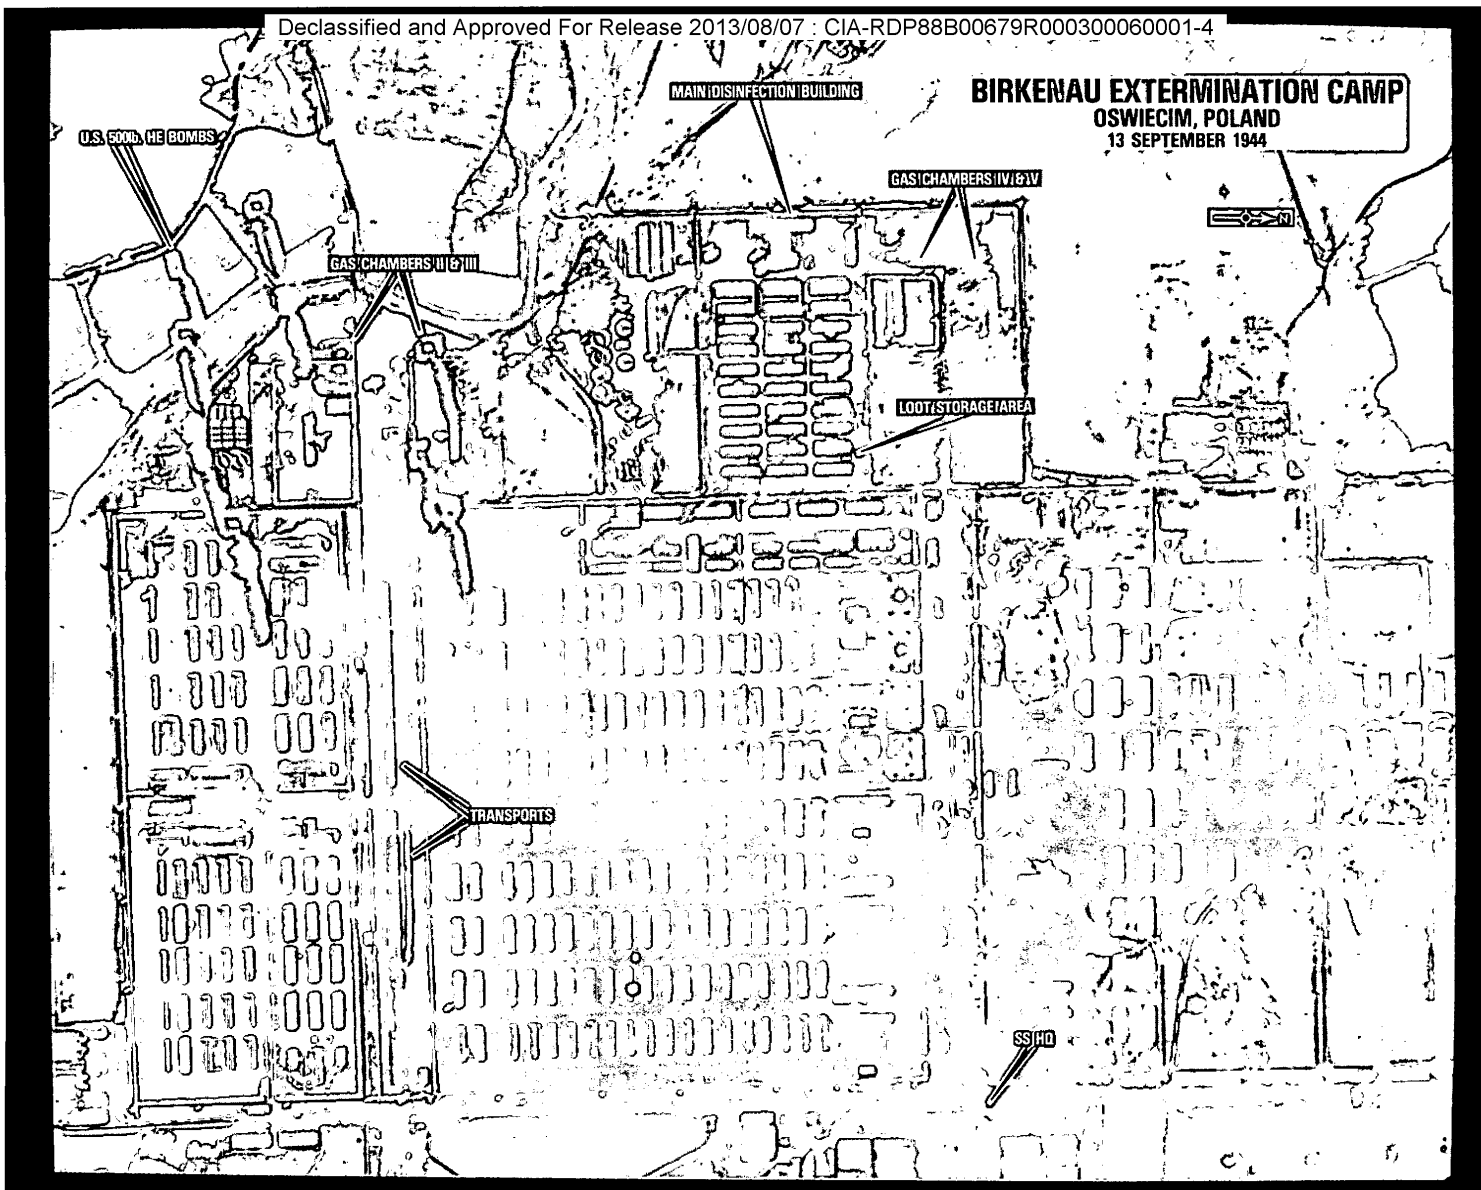 Declassified and Approved For Release 2013/08/07 : CIA-RDP88B00679R000300060001-4
BIRKENAU EXTERMINATION CAMP
OSWIECIM, POLAND
13 SEPTEMBER 1944
MAIN DISINFECTION BUILDING
U.S. 500lb. HE BOMBS
GAS CHAMBERS IV & V
N
GAS CHAMBERS II & III
LOOT STORAGE AREA
TRANSPORTS
SS HQ